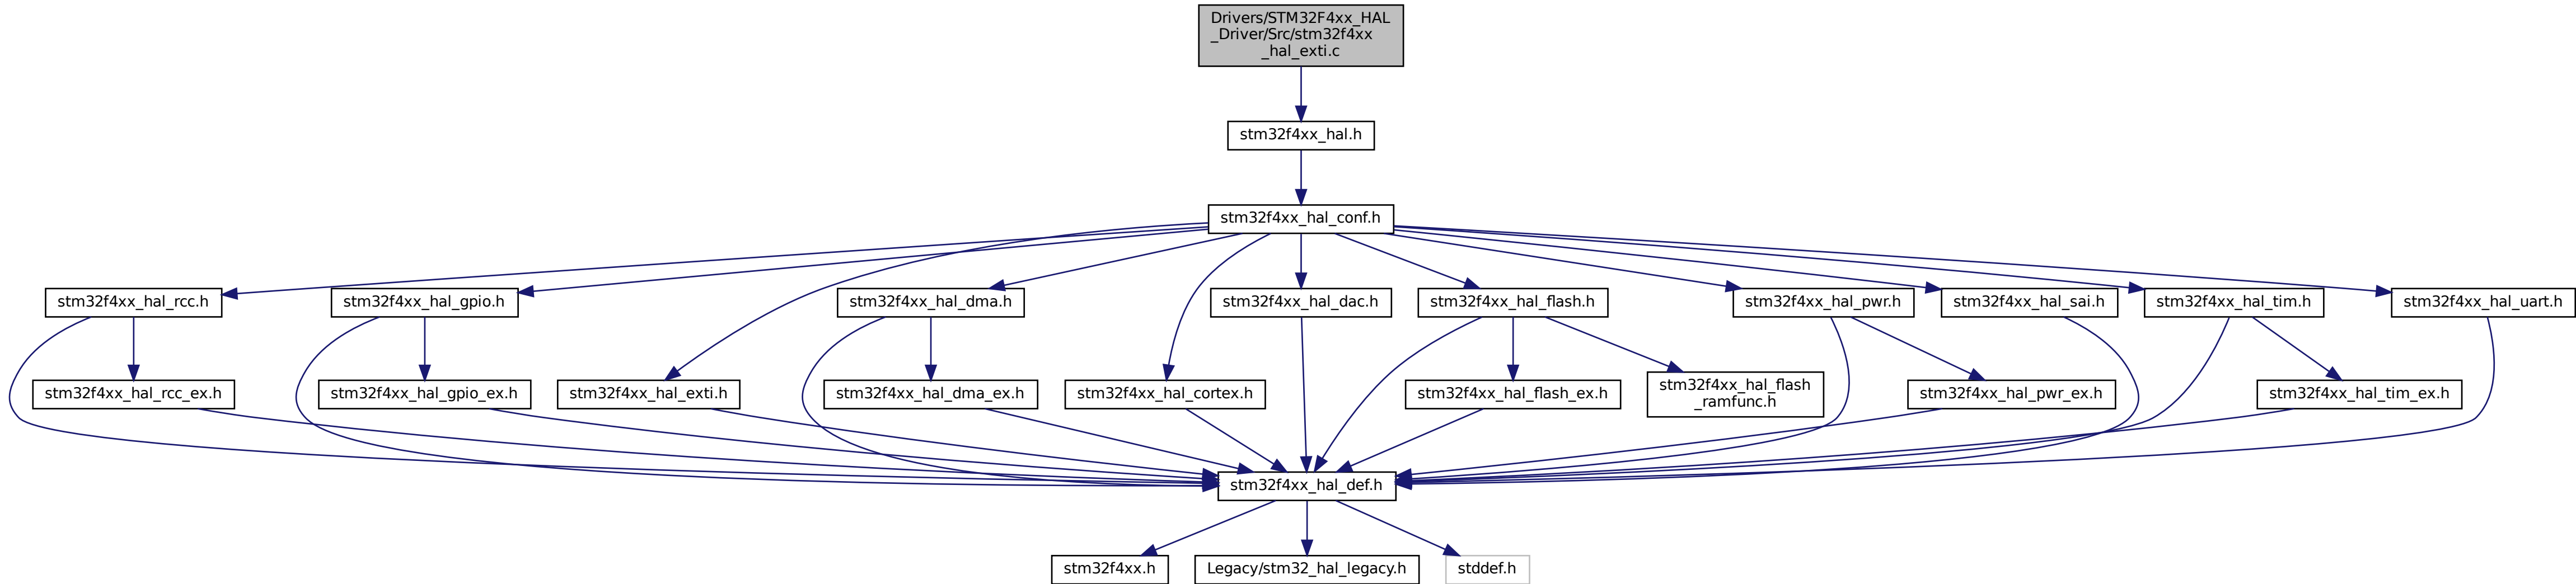 Drivers/STM32F4xx_HAL
_Driver/Src/stm32f4xx
_hal_exti.c
stm32f4xx_hal.h
stm32f4xx_hal_conf.h
stm32f4xx_hal_rcc.h
stm32f4xx_hal_gpio.h
stm32f4xx_hal_dma.h
stm32f4xx_hal_dac.h
stm32f4xx_hal_flash.h
stm32f4xx_hal_pwr.h
stm32f4xx_hal_sai.h
stm32f4xx_hal_tim.h
stm32f4xx_hal_uart.h
stm32f4xx_hal_rcc_ex.h
stm32f4xx_hal_gpio_ex.h
stm32f4xx_hal_exti.h
stm32f4xx_hal_dma_ex.h
stm32f4xx_hal_cortex.h
stm32f4xx_hal_flash_ex.h
stm32f4xx_hal_flash
_ramfunc.h
stm32f4xx_hal_pwr_ex.h
stm32f4xx_hal_tim_ex.h
stm32f4xx_hal_def.h
stm32f4xx.h
Legacy/stm32_hal_legacy.h
stddef.h